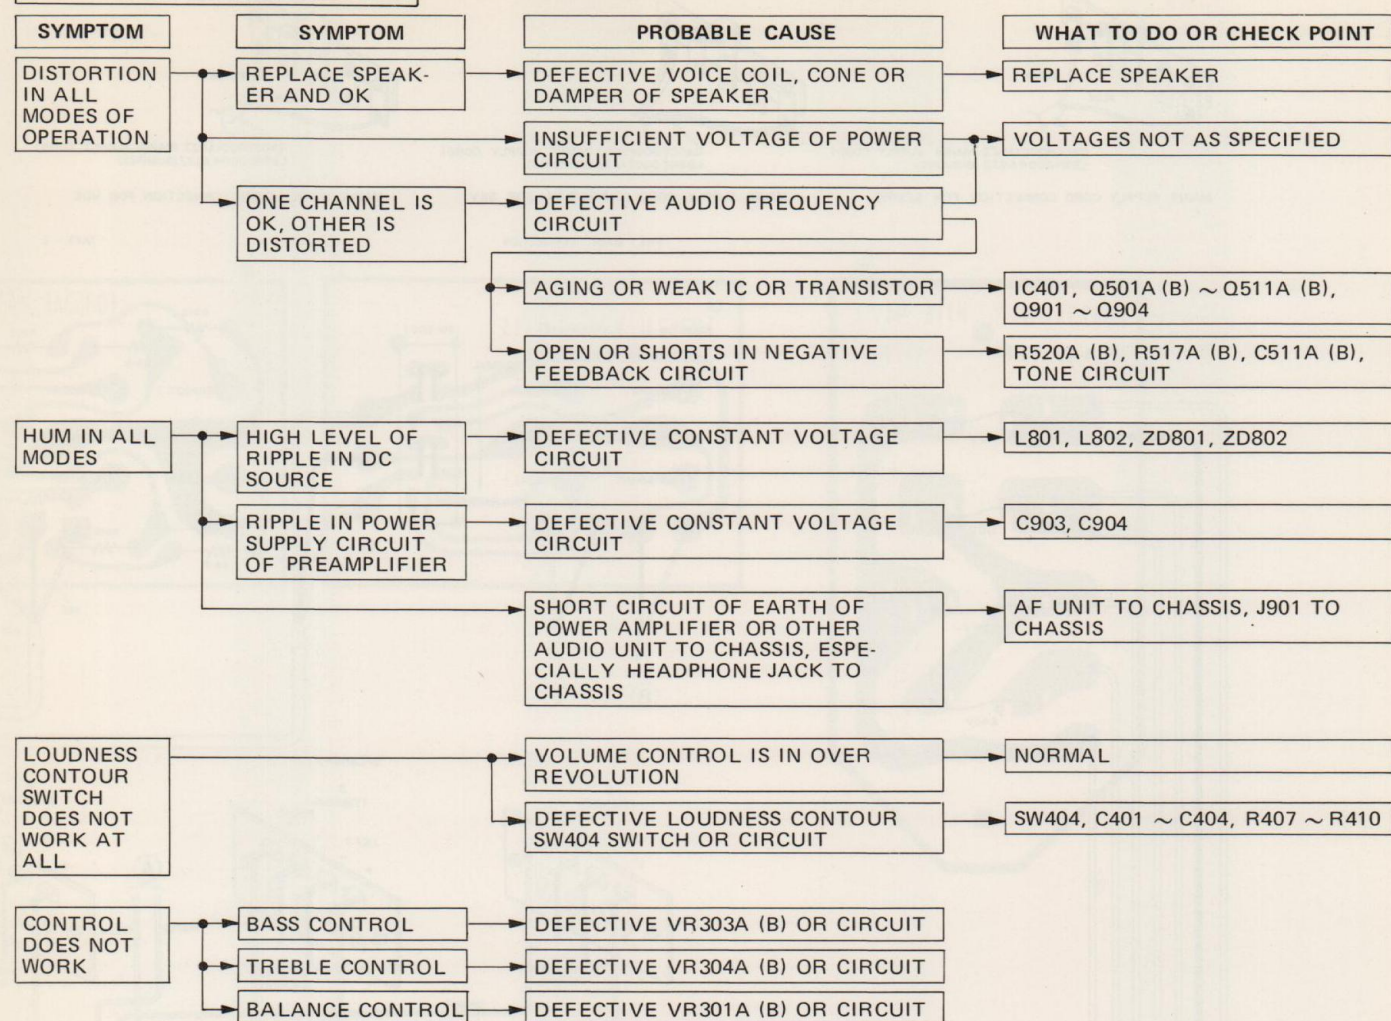 SYMPTOM
SYMPTOM
PROBABLE CAUSE
WHAT TO DO OR CHECK POINT
DISTORTION
IN ALL
MODES OF
OPERATION
REPLACE SPEAK-
ER AND OK
DEFECTIVE VOICE COIL, CONE OR
DAMPER OF SPEAKER
REPLACE SPEAKER
INSUFFICIENT VOLTAGE OF POWER
CIRCUIT
VOLTAGES NOT AS SPECIFIED
ONE CHANNEL IS
OK, OTHER IS
DISTORTED
DEFECTIVE AUDIO FREQUENCY
CIRCUIT
AGING OR WEAK IC OR TRANSISTOR
IC401, Q501A (B) ~ Q511A (B),
Q901 ~ Q904
OPEN OR SHORTS IN NEGATIVE
FEEDBACK CIRCUIT
R520A (B), R517A (B), C511A (B),
TONE CIRCUIT
HUM IN ALL
MODES
HIGH LEVEL OF
RIPPLE IN DC
SOURCE
DEFECTIVE CONSTANT VOLTAGE
CIRCUIT
L801, L802, ZD801, ZD802
RIPPLE IN POWER
SUPPLY CIRCUIT
OF PREAMPLIFIER
DEFECTIVE CONSTANT VOLTAGE
CIRCUIT
C903, C904
SHORT CIRCUIT OF EARTH OF
POWER AMPLIFIER OR OTHER
AUDIO UNIT TO CHASSIS, ESPE-
CIALLY HEADPHONE JACK TO
CHASSIS
AF UNIT TO CHASSIS, J901 TO
CHASSIS
LOUDNESS
CONTOUR
SWITCH
DOES NOT
WORK AT
ALL
VOLUME CONTROL IS IN OVER
REVOLUTION
NORMAL
DEFECTIVE LOUDNESS CONTOUR
SW404 SWITCH OR CIRCUIT
SW404, C401 ~ C404, R407 ~ R410
CONTROL
DOES NOT
WORK
BASS CONTROL
DEFECTIVE VR303A (B) OR CIRCUIT
TREBLE CONTROL
DEFECTIVE VR304A (B) OR CIRCUIT
BALANCE CONTROL
DEFECTIVE VR301A (B) OR CIRCUIT